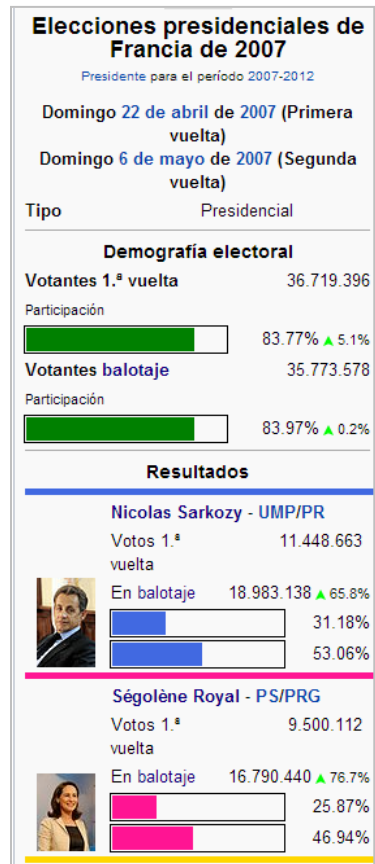 Elecciones presidenciales de
Francia de 2007
Presidente para el período 2007-2012
Domingo 22 de abril de 2007 (Primera
vuelta)
Domingo 6 de mayo de 2007 (Segunda
vuelta)
Tipo Presidencial
Demografía electoral
Votantes 1.ª vuelta 36.719.396
Participación
83.77% ▲ 5.1%
Votantes balotaje 35.773.578
Participación
83.97% ▲ 0.2%
Resultados
Nicolas Sarkozy - UMP/PR
Votos 1.ª 11.448.663
vuelta
En balotaje 18.983.138 ▲ 65.8%
31.18%
53.06%
Ségolène Royal - PS/PRG
Votos 1.ª 9.500.112
vuelta
En balotaje 16.790.440 ▲ 76.7%
25.87%
46.94%